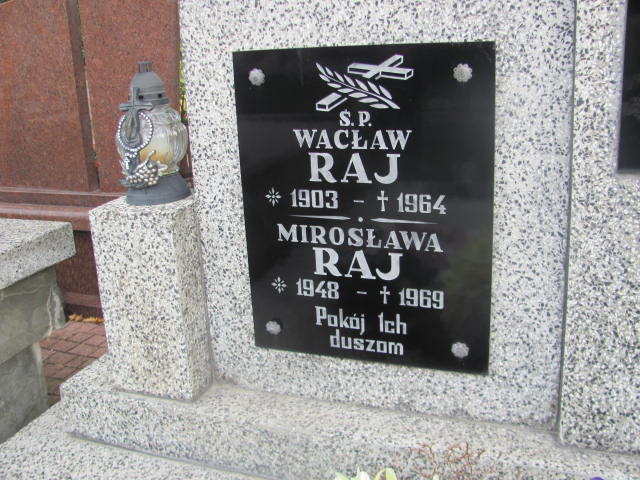 Ś.P.
WACŁAW
RAJ
* 1903 – † 1964
MIROSŁAWA
RAJ
* 1948 – † 1969
Pokój Ich
duszom